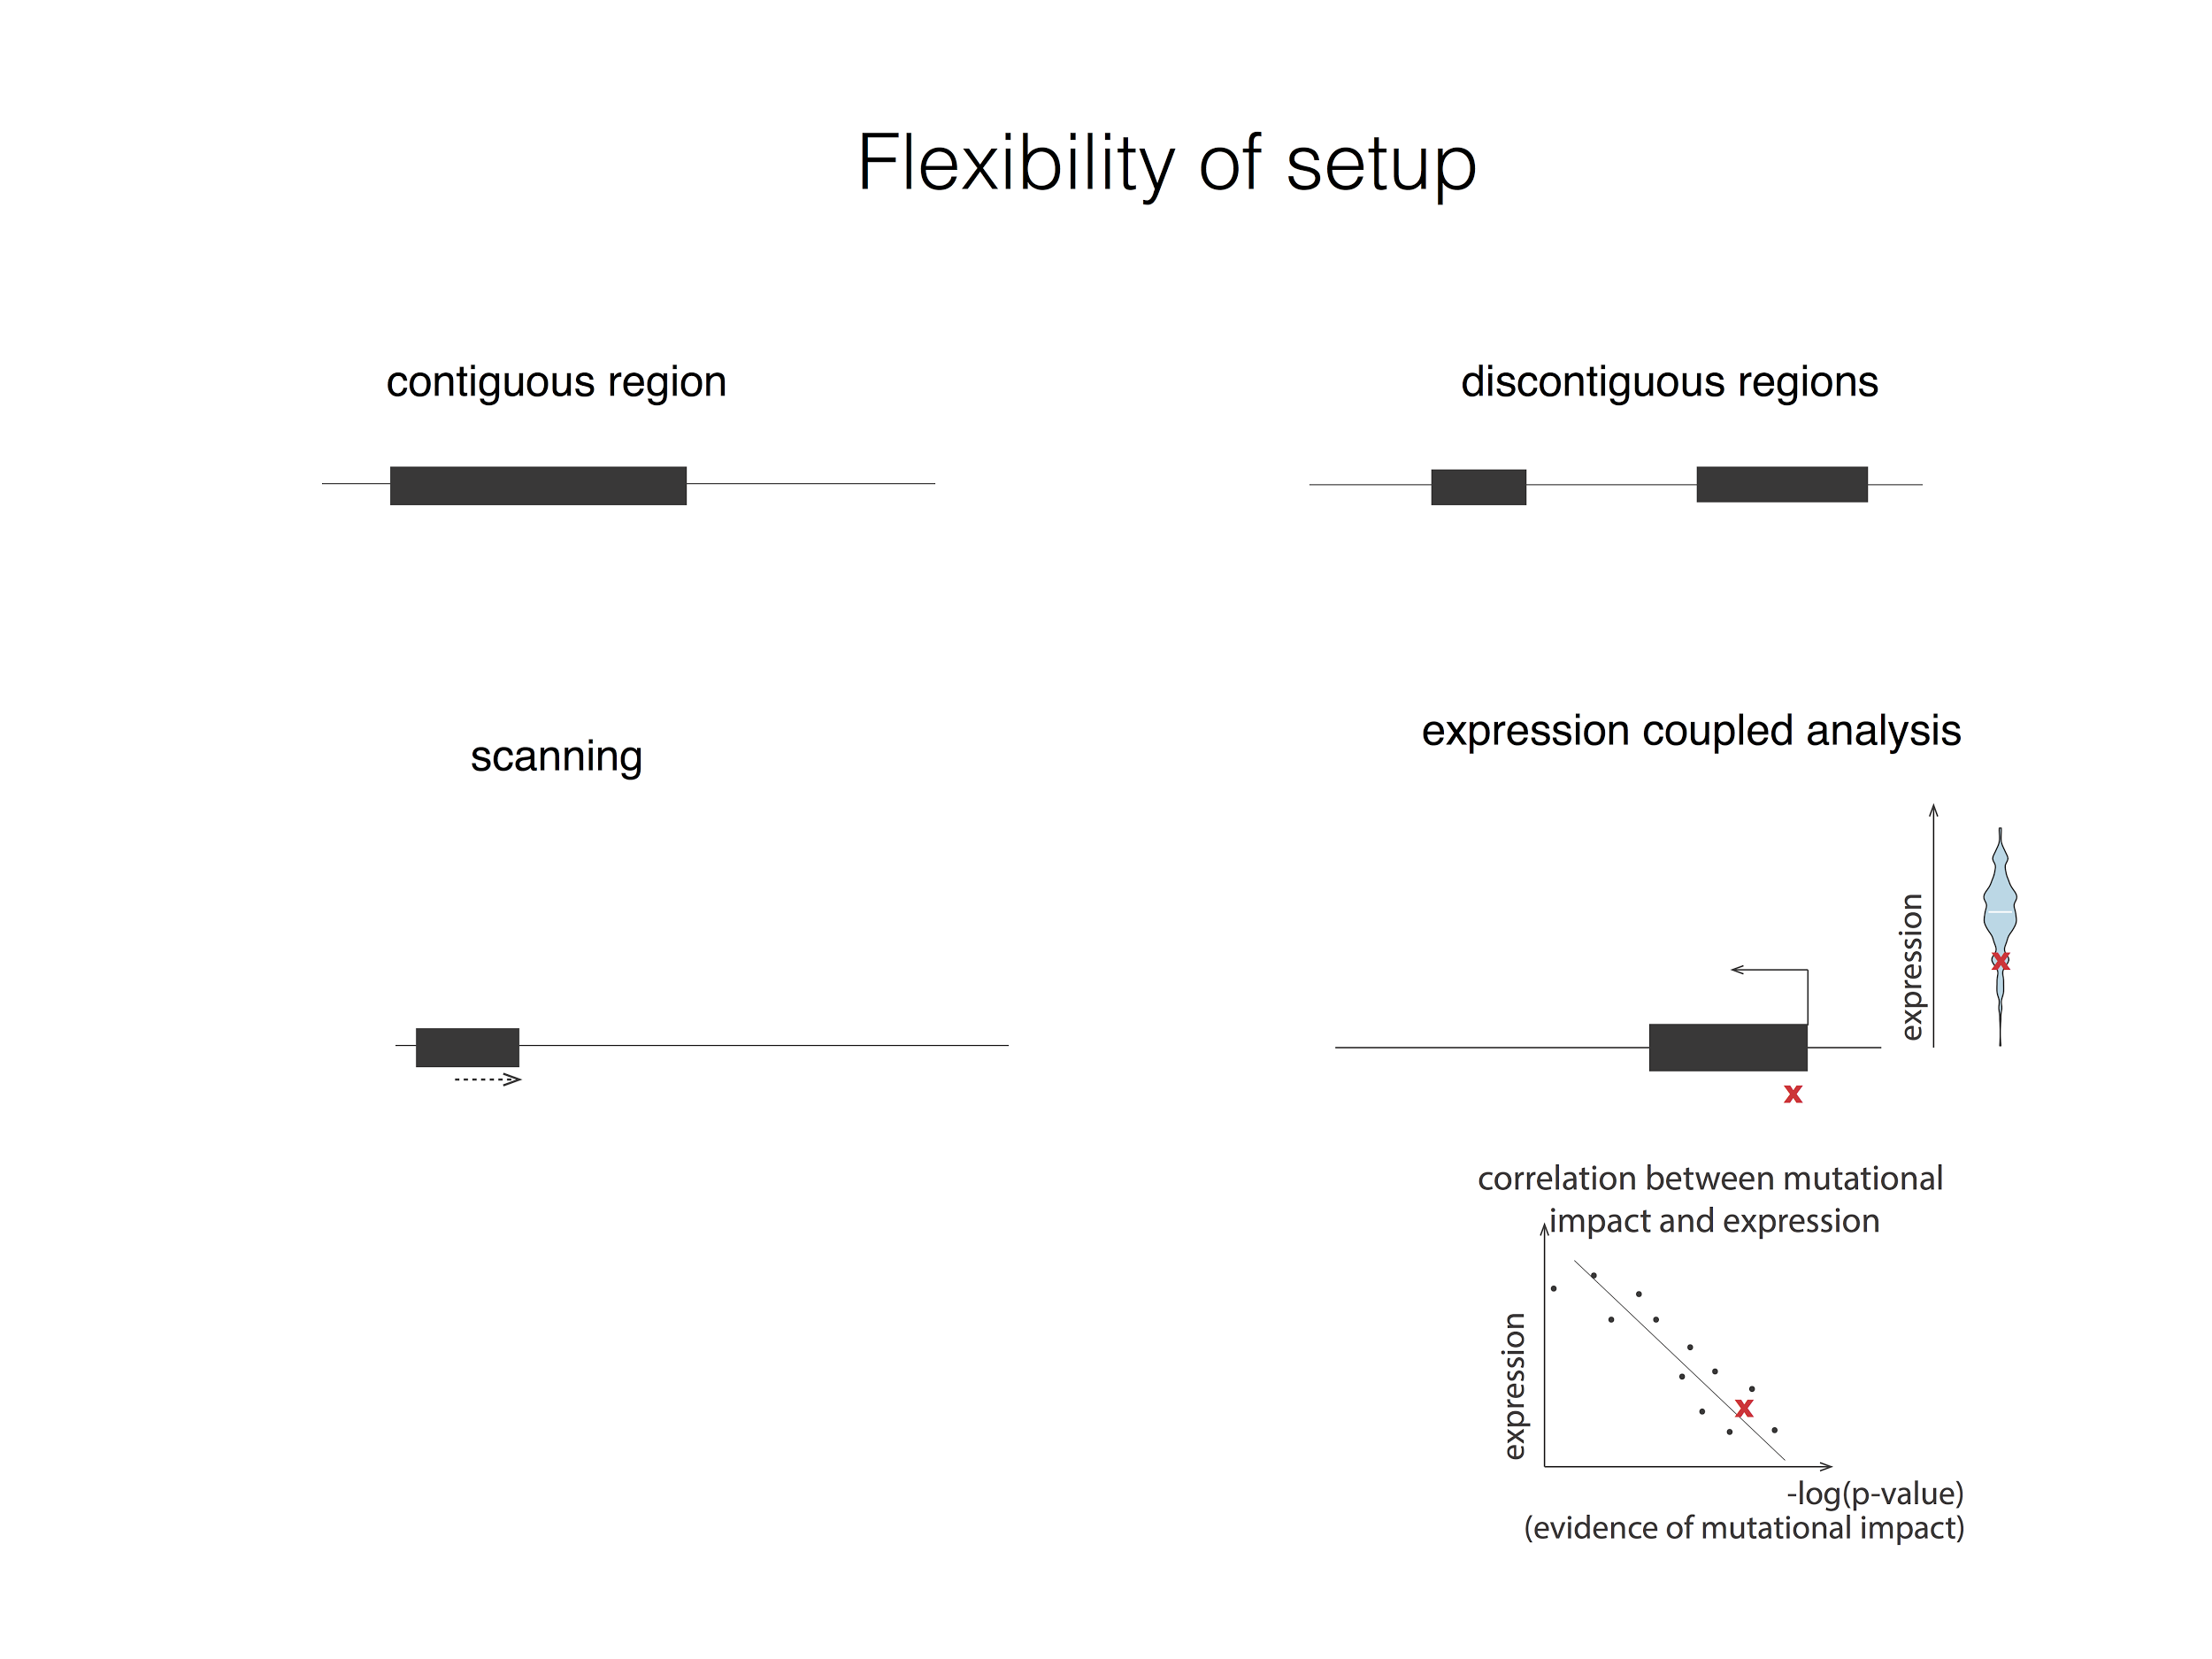 Flexibility of setup
contiguous region
discontiguous regions
scanning
expression coupled analysis
expression
x
x
correlation between mutational
impact and expression
expression
x
-log(p-value)
(evidence of mutational impact)